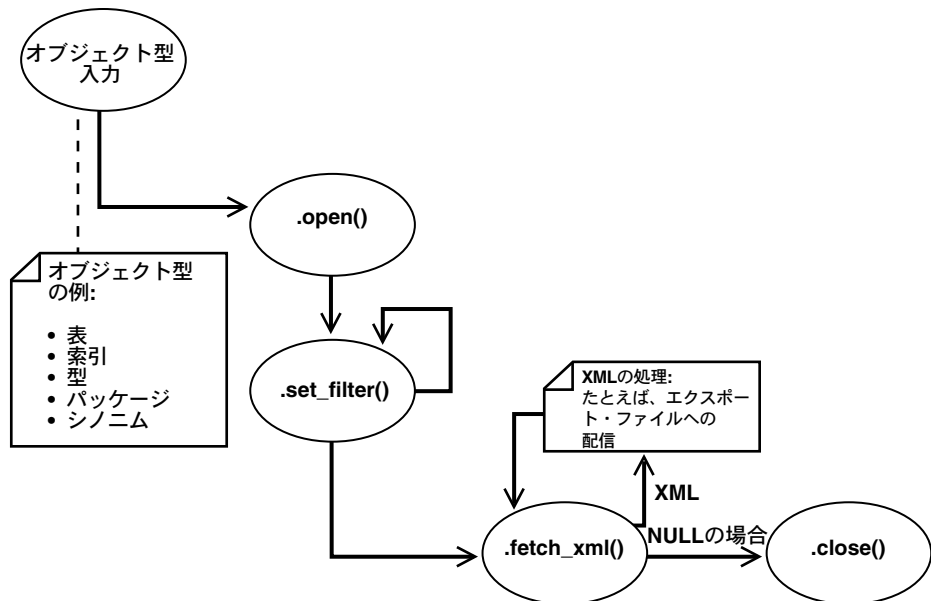 オブジェクト型
入力
.open()
オブジェクト型
の例:
• 表
• 索引
• 型
• パッケージ
• シノニム
.set_filter()
XMLの処理:
たとえば、エクスポー
ト・ファイルへの
配信
XML
.fetch_xml()
NULLの場合
.close()